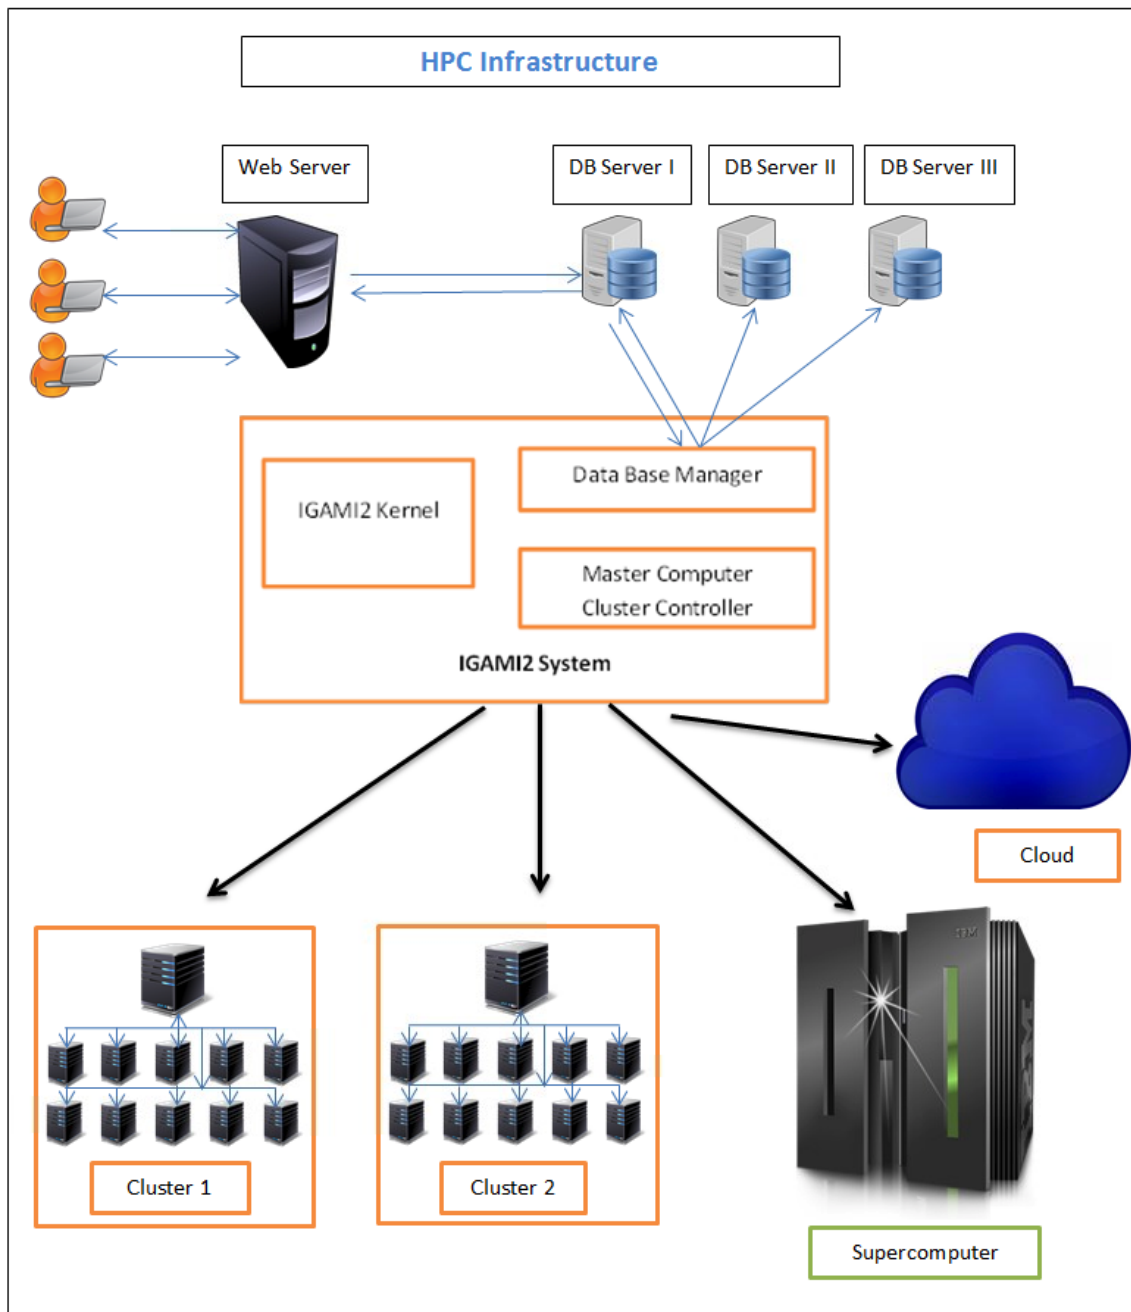 HPC Infrastructure
Web Server
DB Server I
DB Server II
DB Server III
Data Base Manager
IGAMI2 Kernel
Master Computer
Cluster Controller
IGAMI2 System
Cloud
IBM
Cluster 1
Cluster 2
Supercomputer